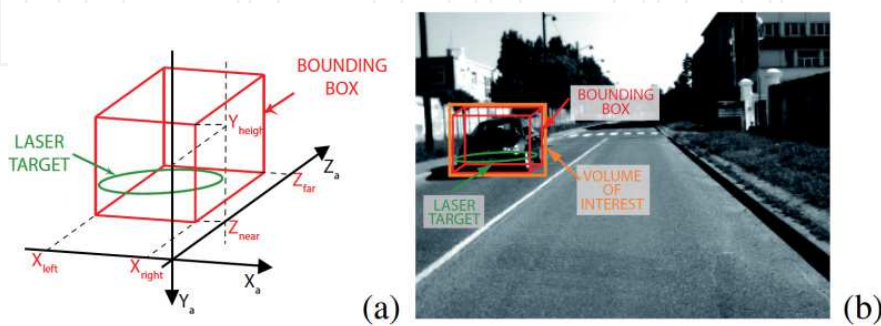 BOUNDING
BOX
LASER
TARGET
Y heigh
Z a
Z far
Z near
X left
X right
X a
Y a
(a)
BOUNDING
BOX
VOLUME
OF
INTEREST
LASER
TARGET
(b)